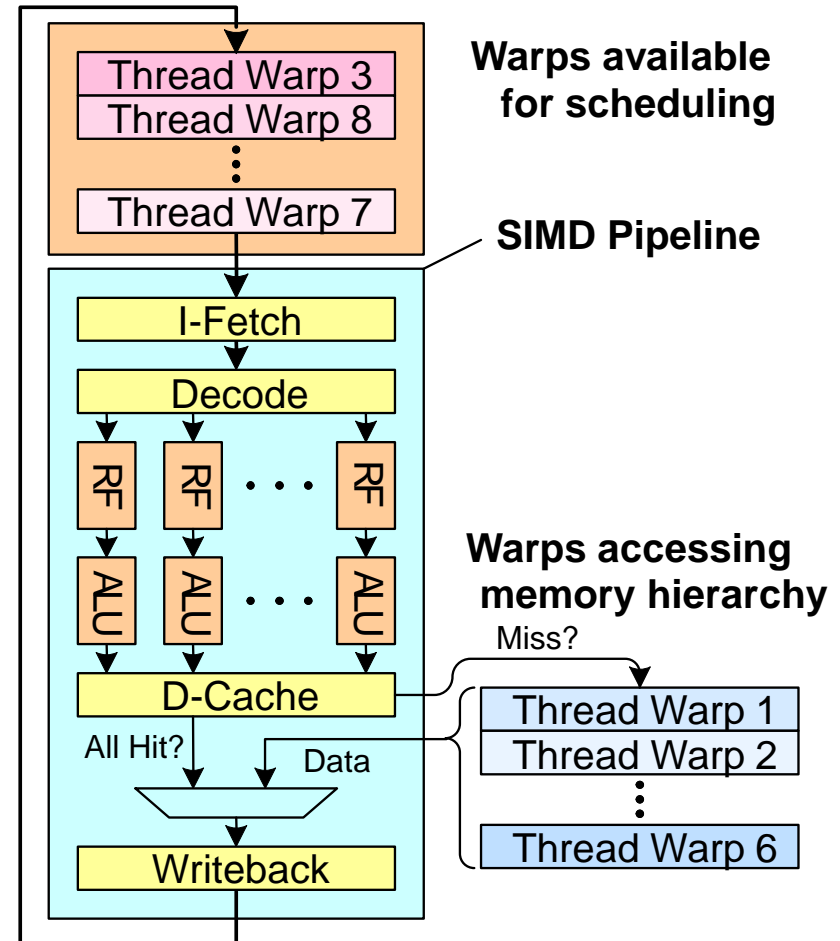 Thread Warp 3
Thread Warp 8
Thread Warp 7
Warps available
for scheduling
SIMD Pipeline
I-Fetch
Decode
RF
RF
RF
ALU
ALU
ALU
D-Cache
All Hit?
Data
Writeback
Warps accessing
memory hierarchy
Miss?
Thread Warp 1
Thread Warp 2
Thread Warp 6